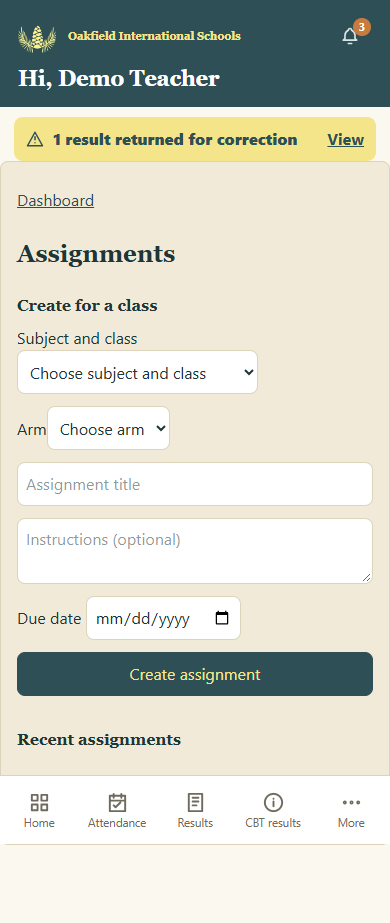 Oakfield International Schools
3
Hi, Demo Teacher
1 result returned for correction View
Dashboard
Assignments
Create for a class
Subject and class
Choose subject and class
Arm Choose arm
Assignment title
Instructions (optional)
Due date mm/dd/yyyy
Create assignment
Recent assignments
Home Attendance Results CBT results More